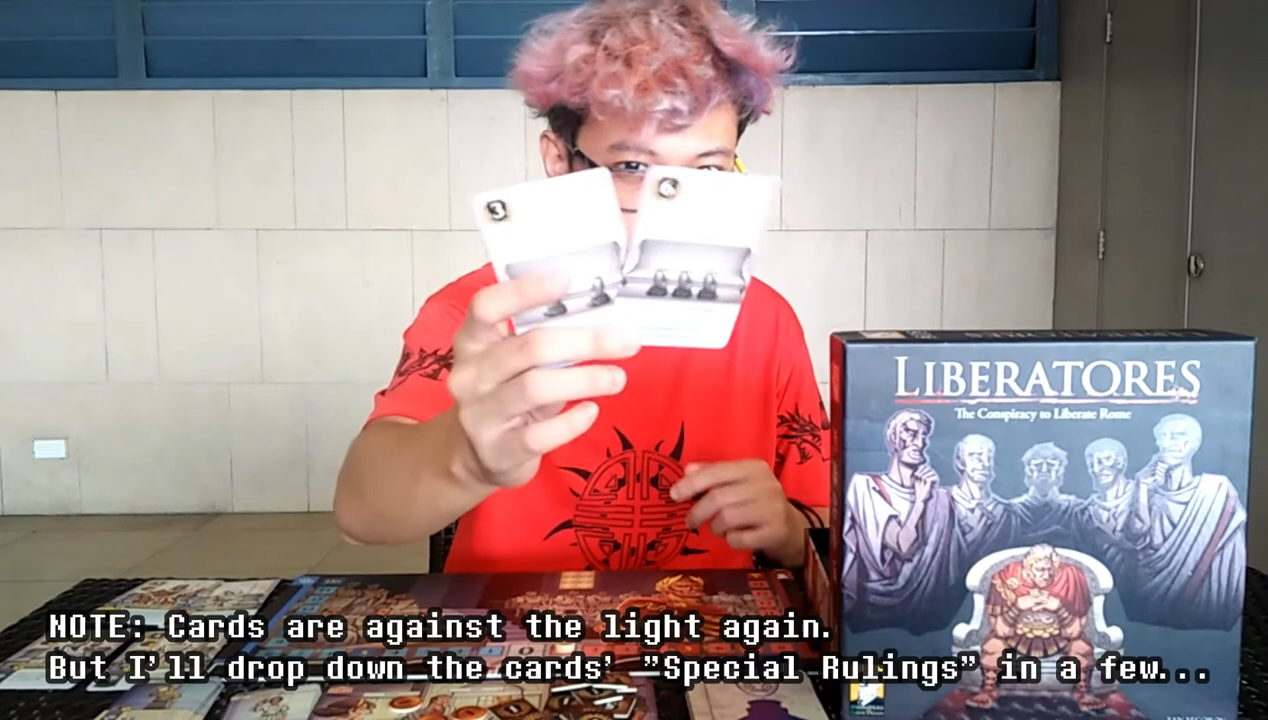 3
LIBERATORES
The Conspiracy to Liberate Rome
NOTE: Cards are against the light again.
But I'll drop down the cards' "Special Rulings" in a few...